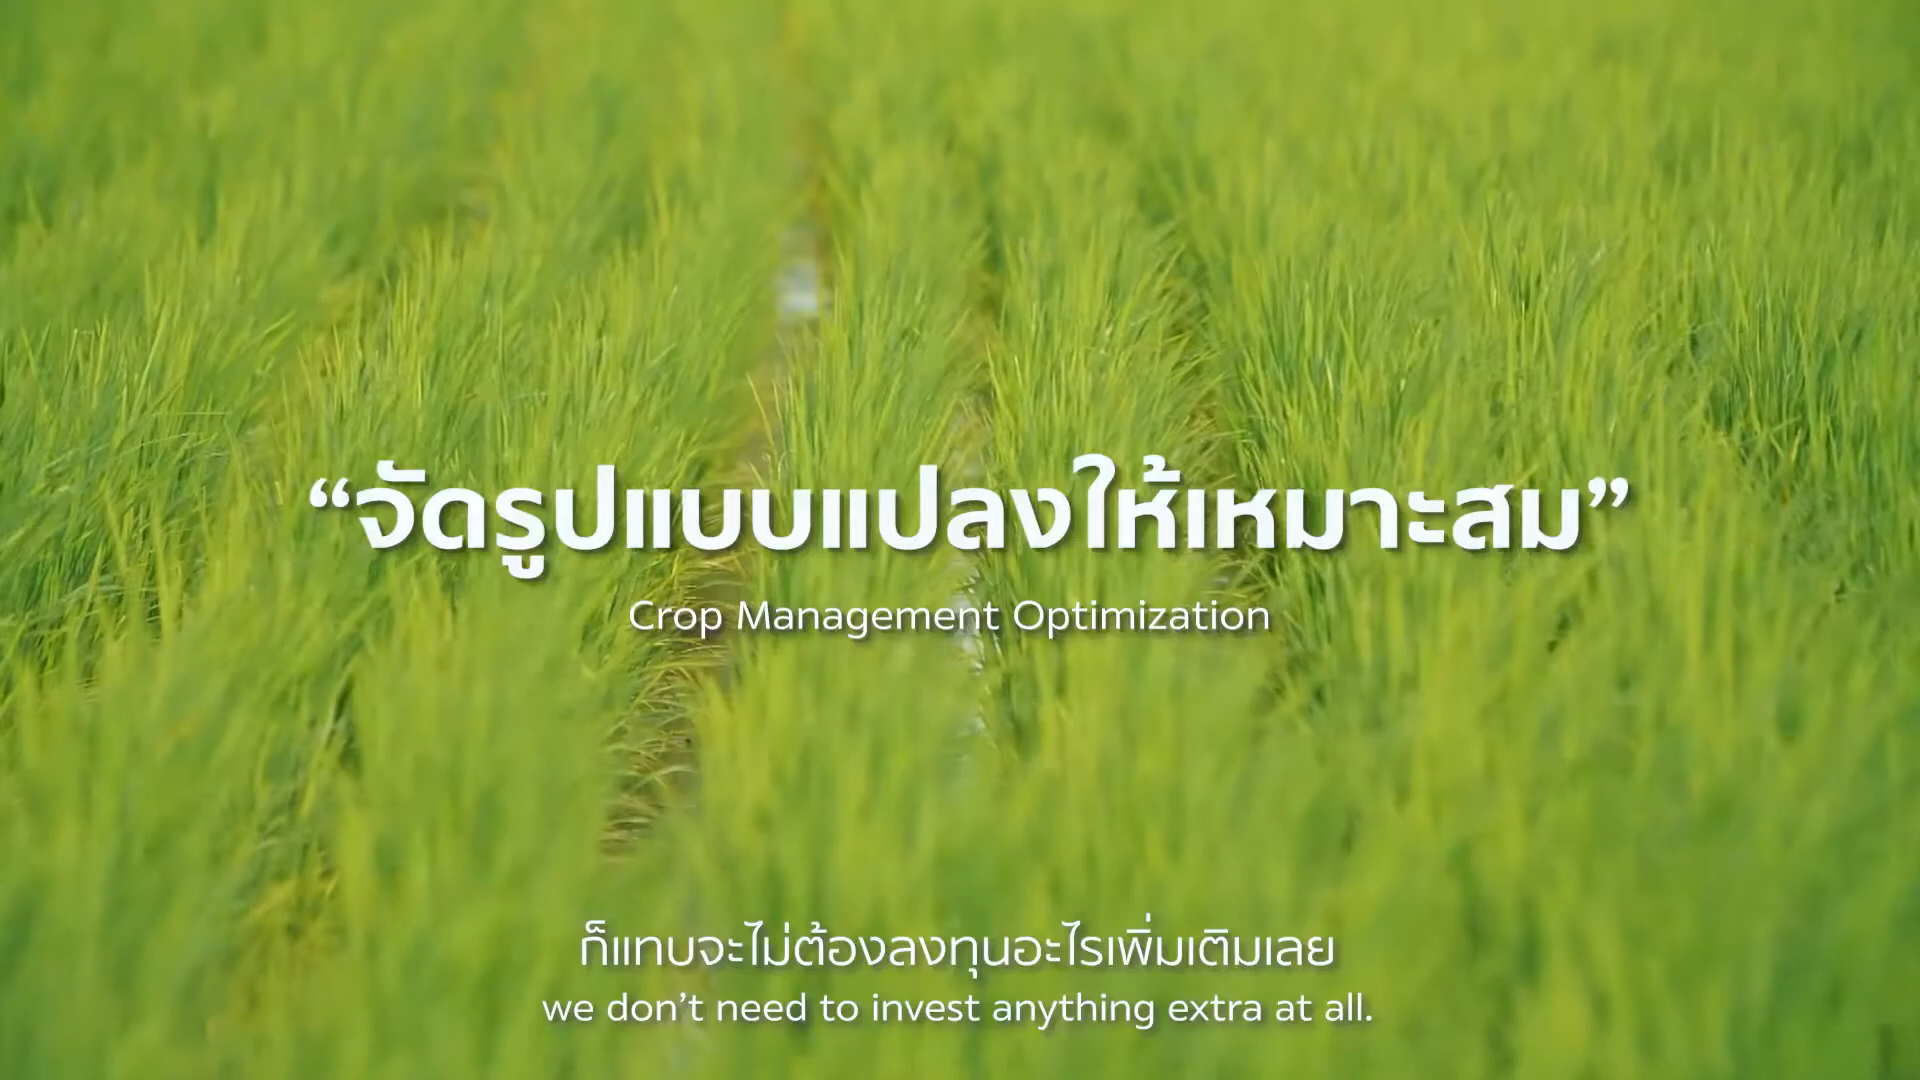 “จัดรูปแบบแปลงให้เหมาะสม”
Crop Management Optimization
ก็แทบจะไม่ต้องลงทุนอะไรเพิ่มเติมเลย
we don’t need to invest anything extra at all.